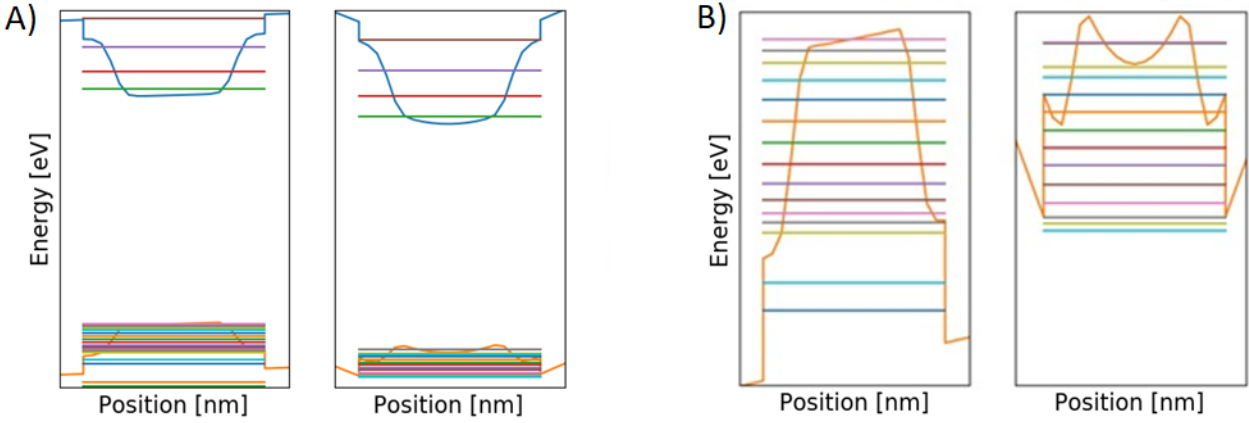 A)
B)
Energy [eV]
Position [nm]
Position [nm]
Energy [eV]
Position [nm]
Position [nm]